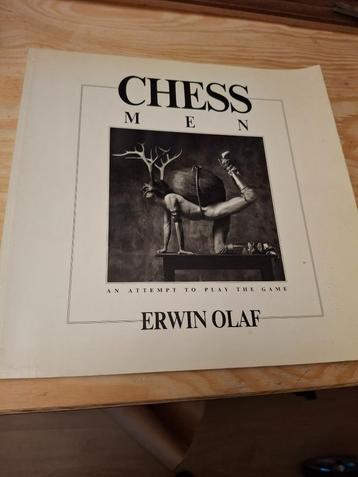 CHESS
MEN
AN ATTEMPT TO PLAY THE GAME
ERWIN OLAF